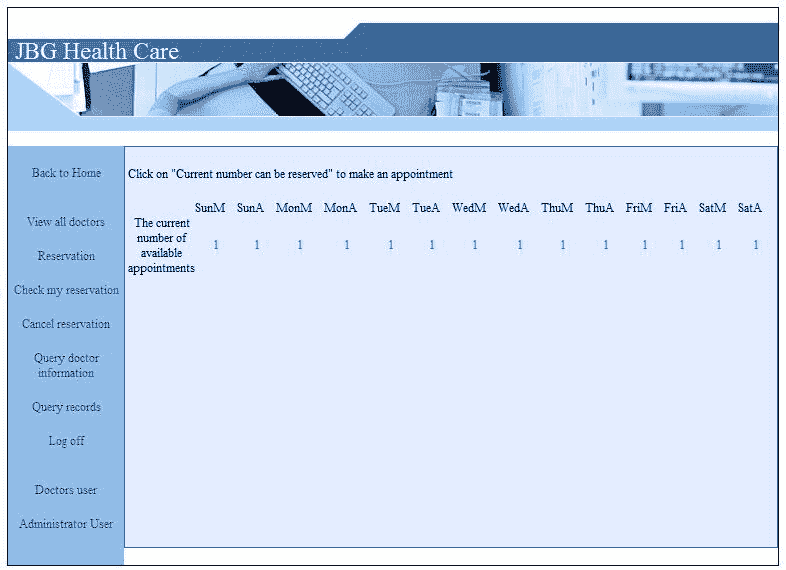 JBG Health Care
Back to Home
View all doctors
Reservation
Check my reservation
Cancel reservation
Query doctor
information
Query records
Log off
Doctors user
Administrator User
Click on "Current number can be reserved" to make an appointment
SunM SunA MonM MonA TueM TueA WedM WedA ThuM ThuA FriM FriA SatM SatA
The current
number of
available
appointments
1 1 1 1 1 1 1 1 1 1 1 1 1 1